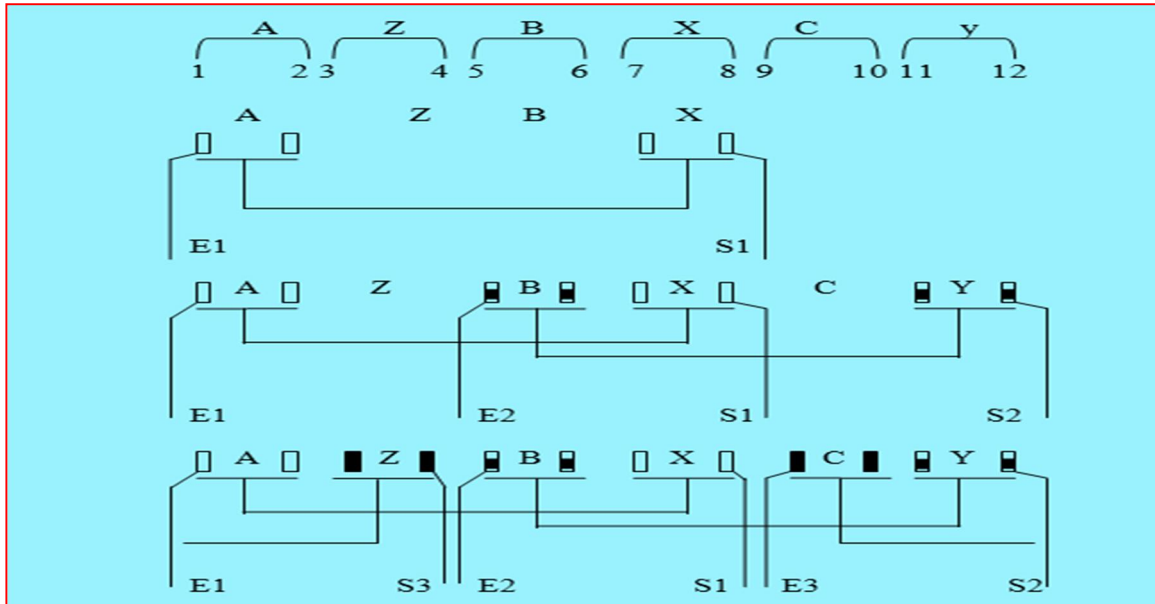 A Z B X C y
1 2 3 4 5 6 7 8 9 10 11 12
A Z B X
E1 S1
A Z B X C Y
E1 E2 S1 S2
A Z B X C Y
E1 S3 E2 S1 E3 S2